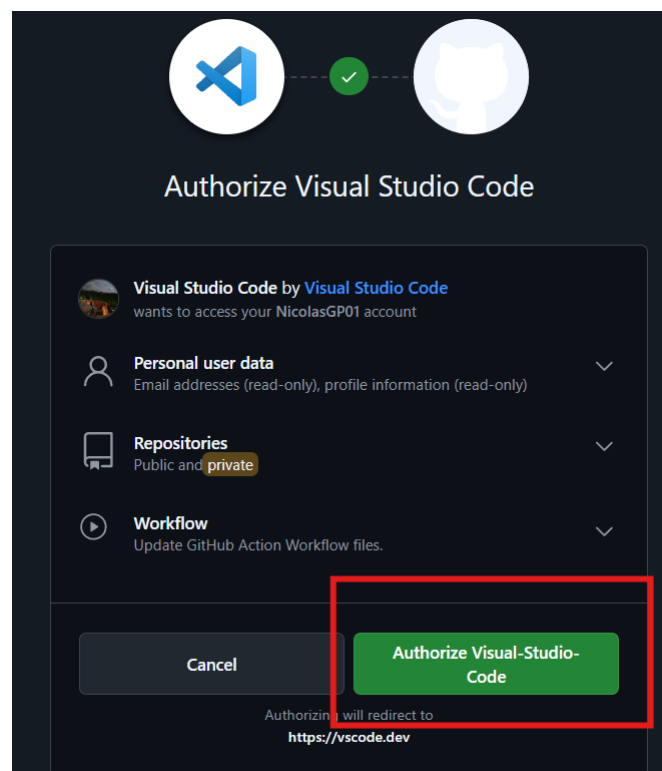 Authorize Visual Studio Code
Visual Studio Code by Visual Studio Code
wants to access your NicolasGP01 account
Personal user data
Email addresses (read-only), profile information (read-only)
Repositories
Public and private
Workflow
Update GitHub Action Workflow files.
Cancel
Authorize Visual-Studio-
Code
Authorizing will redirect to
https://vscode.dev